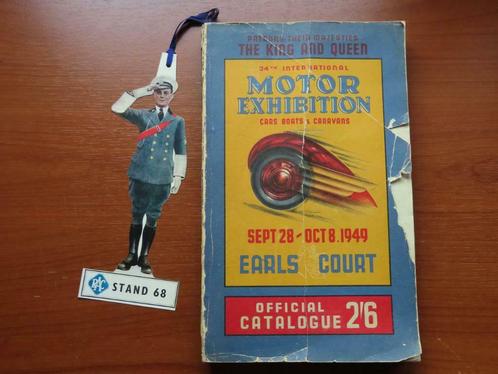 PATRONS: THEIR MAJESTIES
THE KING AND QUEEN
34TH INTERNATIONAL
MOTOR
EXHIBITION
CARS BOATS & CARAVANS
SEPT 28 - OCT 8. 1949
EARLS COURT
OFFICIAL
CATALOGUE 2'6
RAC STAND 68